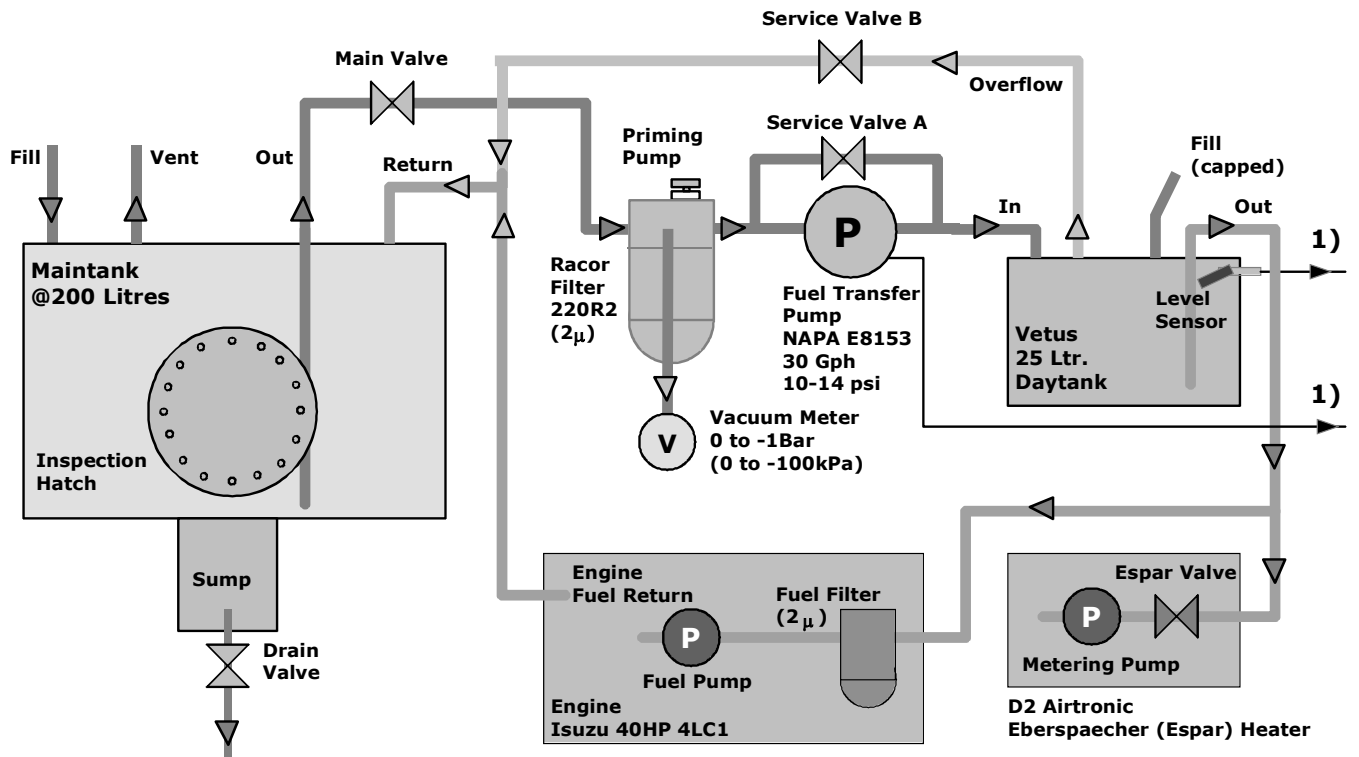 Service Valve B
Main Valve
Overflow
Service Valve A
Priming
Pump
Fill
Vent
Out
Return
Fill
(capped)
In
Out
1)
Maintank
@200 Litres
Racor
Filter
220R2
(2µ)
P
Fuel Transfer
Pump
NAPA E8153
30 Gph
10-14 psi
Level
Sensor
Vetus
25 Ltr.
Daytank
1)
Inspection
Hatch
V
Vacuum Meter
0 to -1Bar
(0 to -100kPa)
Sump
Drain
Valve
Engine
Fuel Return
Fuel Filter
(2µ)
P
Fuel Pump
Engine
Isuzu 40HP 4LC1
Espar Valve
P
Metering Pump
D2 Airtronic
Eberspaecher (Espar) Heater